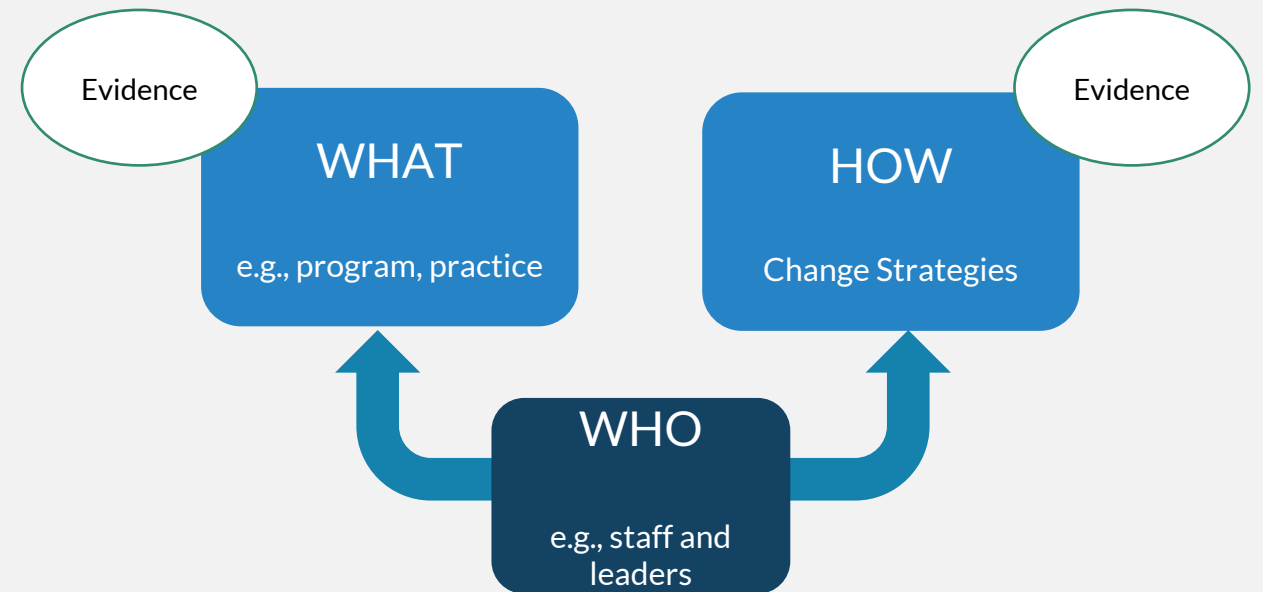 Evidence
WHAT
e.g., program, practice
Evidence
HOW
Change Strategies
WHO
e.g., staff and
leaders